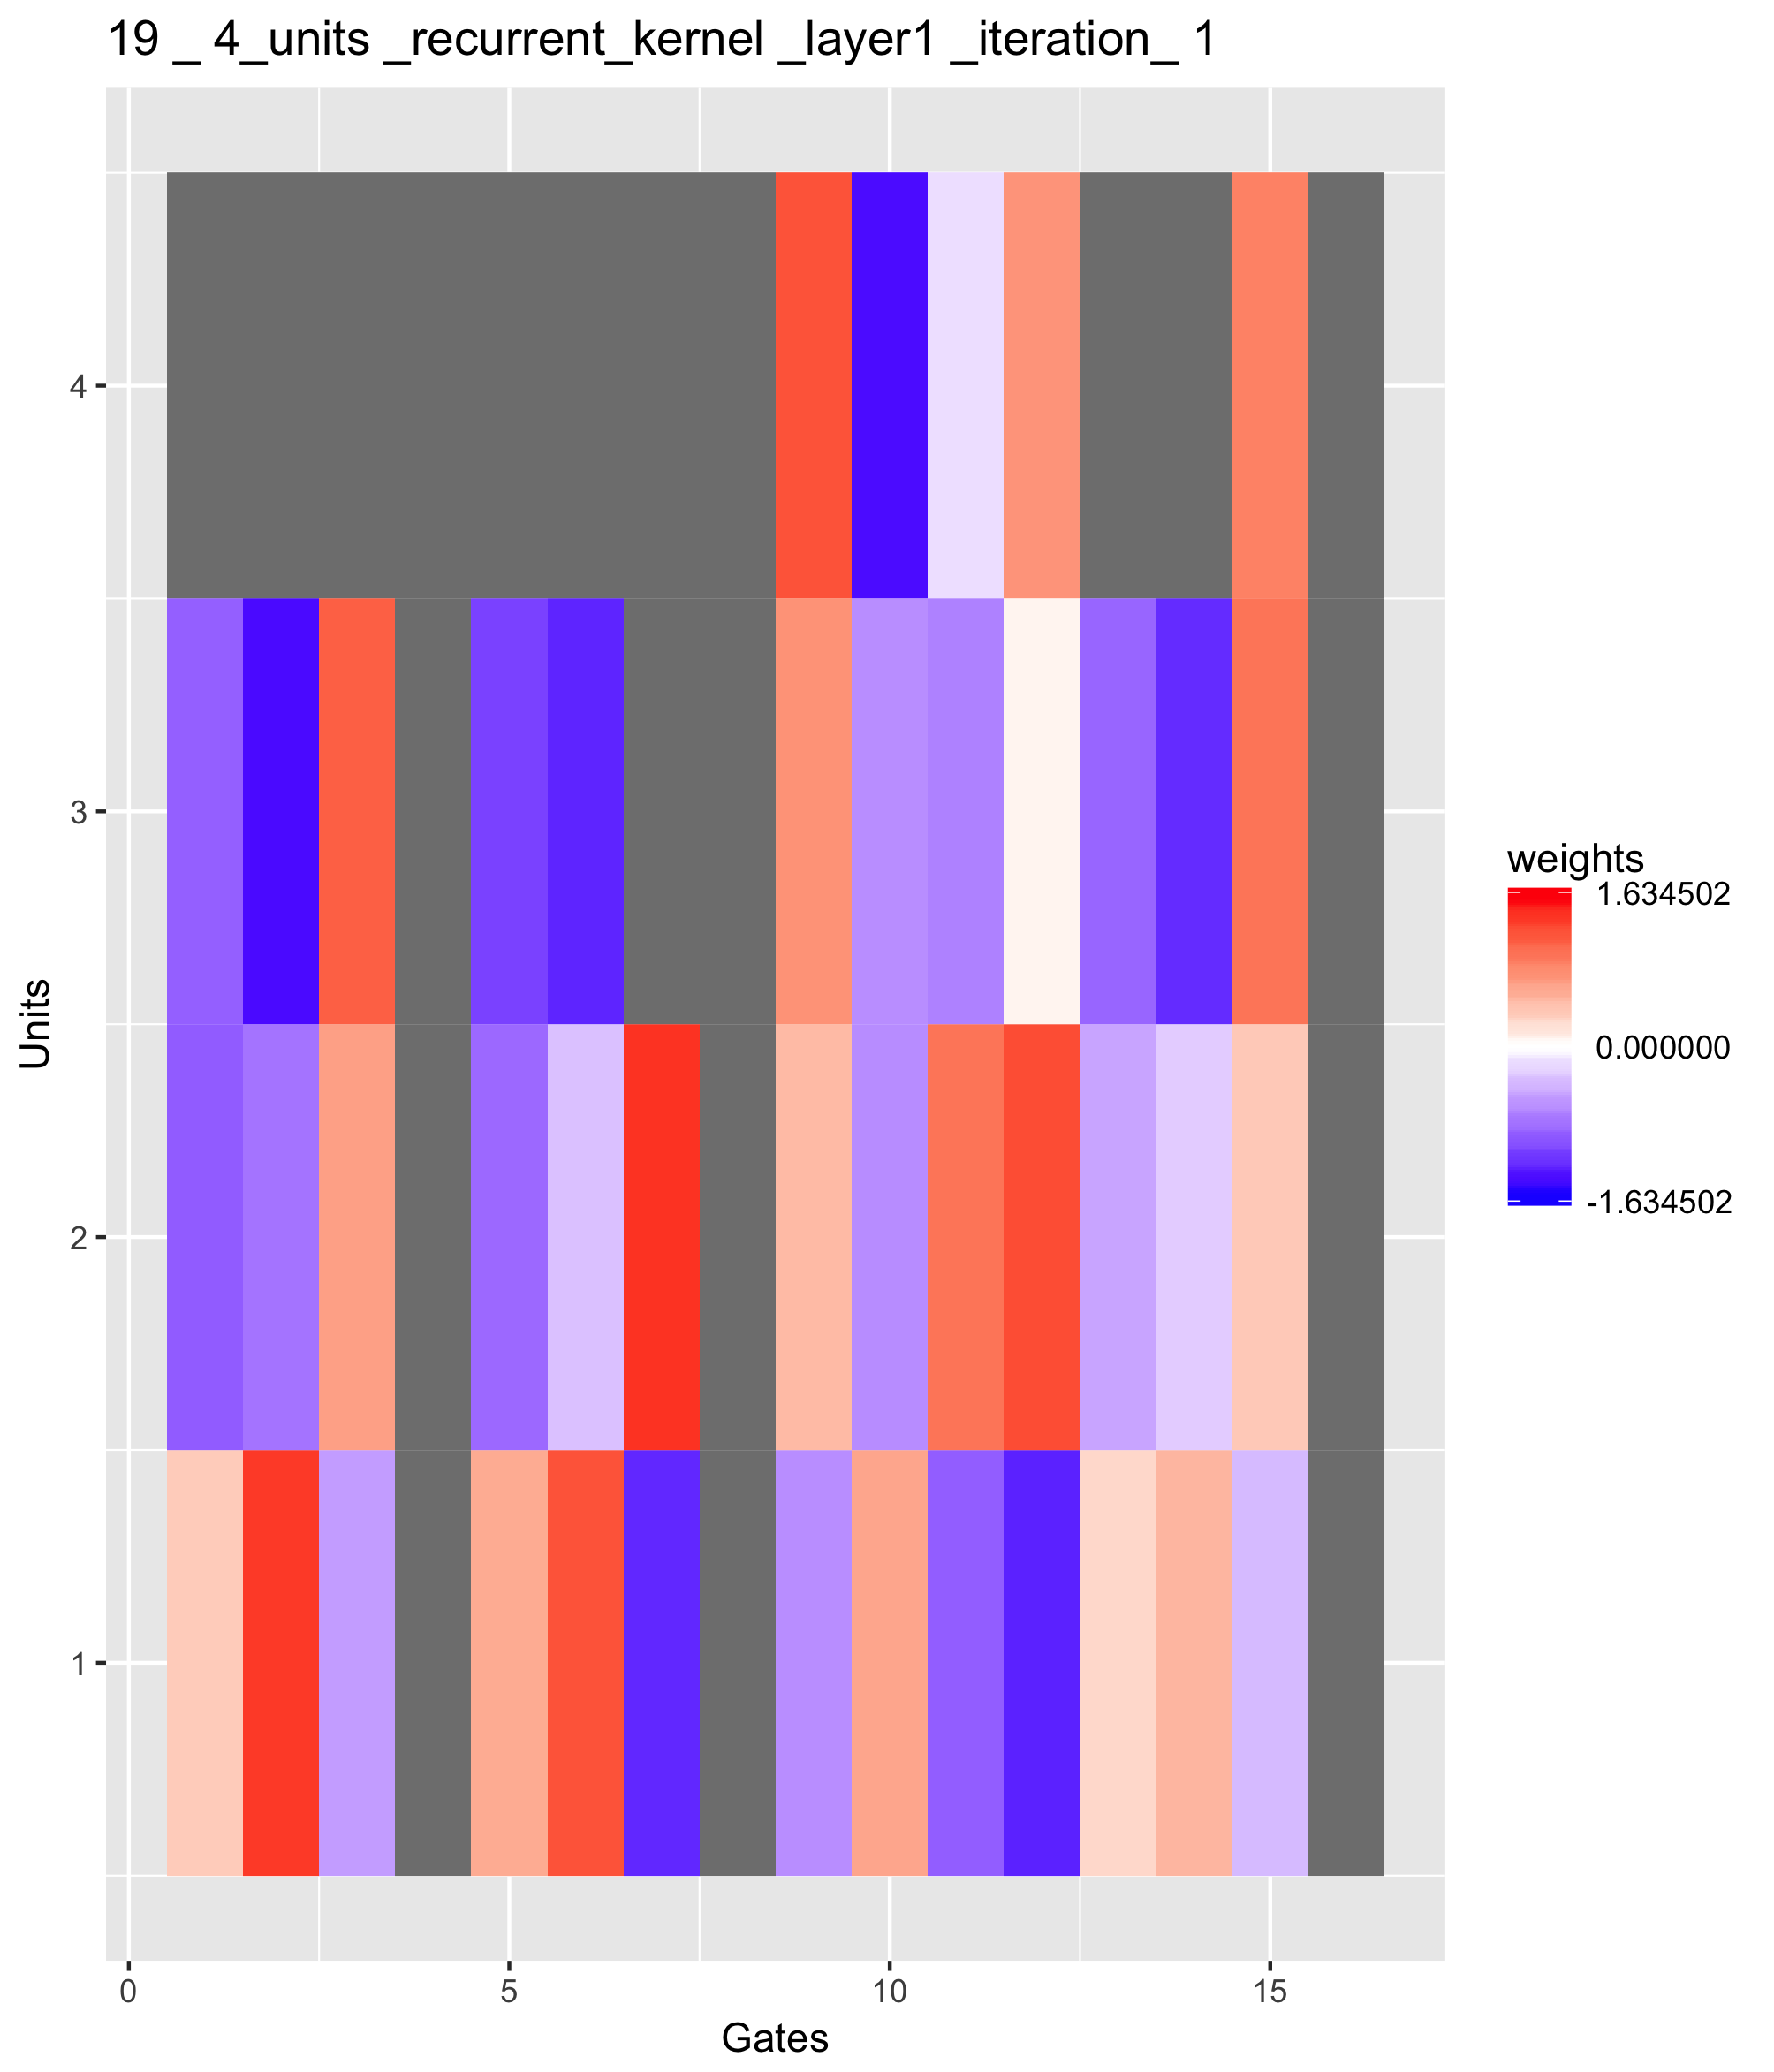 19 _ 4_units _recurrent_kernel _layer1 _iteration_ 1
4
3
2
1
Units
0 5 10 15
Gates
weights
1.634502
0.000000
-1.634502